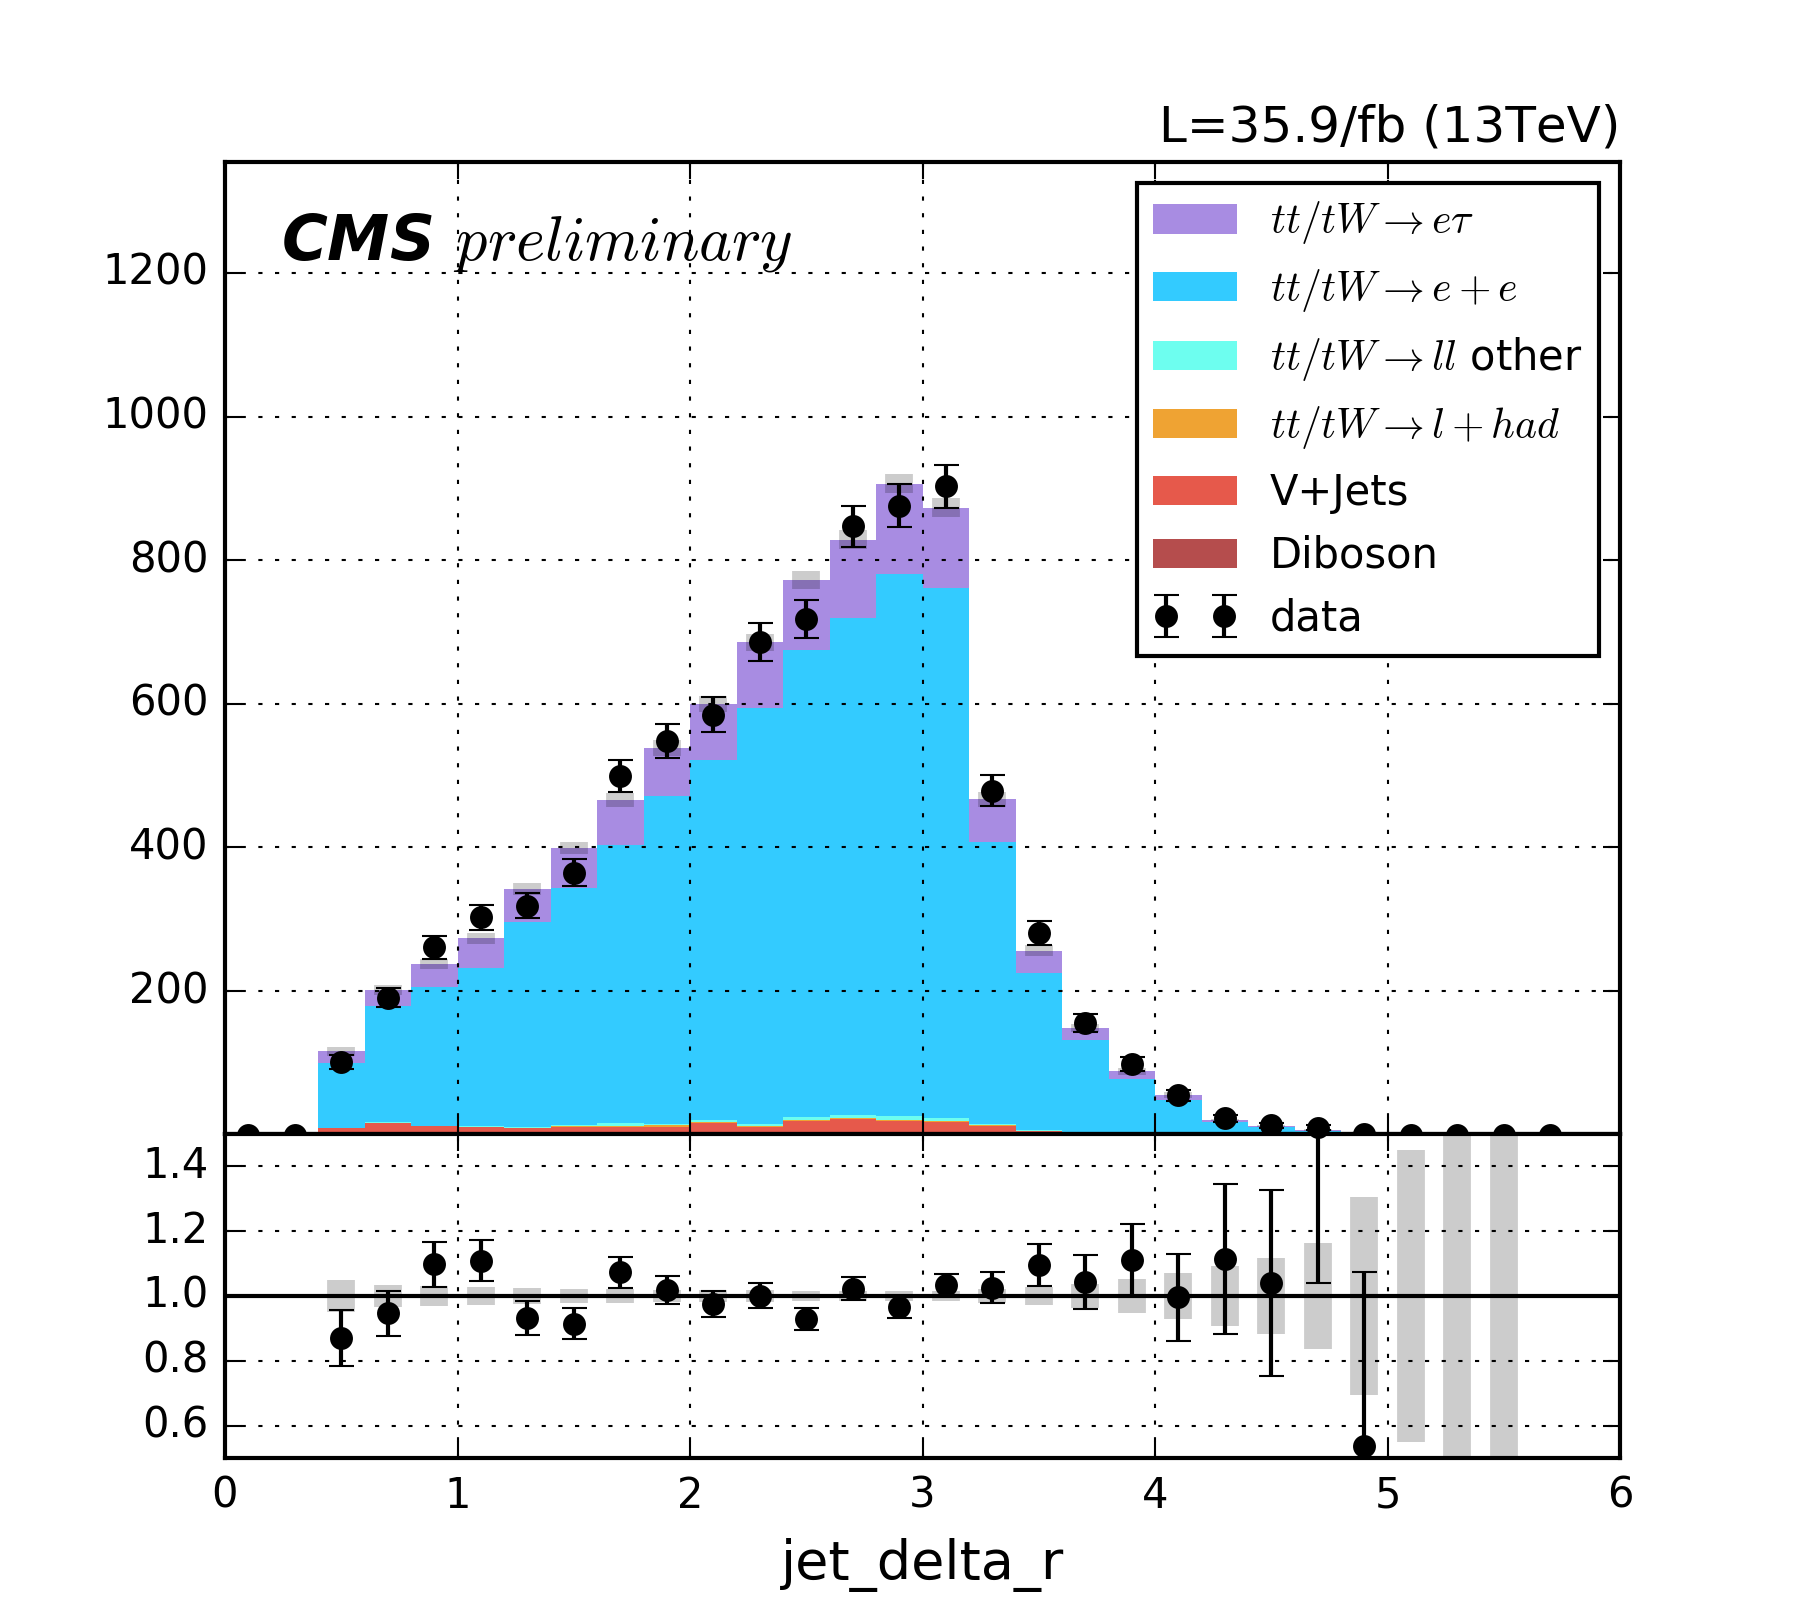 L=35.9/fb (13TeV)
CMS preliminary
tt/tW→eτ
tt/tW→e+e
tt/tW→ll other
tt/tW→l+had
V+Jets
Diboson
data
1200
1000
800
600
400
200
1.4
1.2
1.0
0.8
0.6
0 1 2 3 4 5 6
jet_delta_r